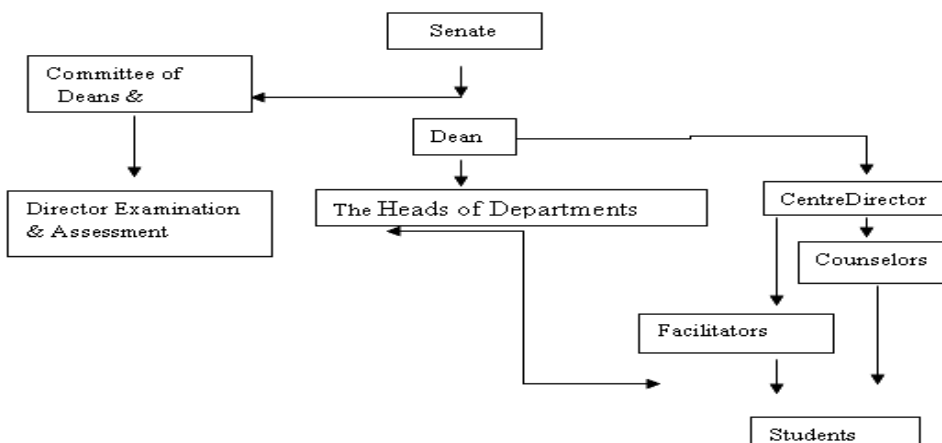 Senate
Committee of
Deans &
Dean
Director Examination
& Assessment
The Heads of Departments
CentreDirector
Counselors
Facilitators
Students